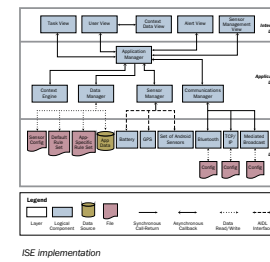 Task View
User View
Context
Data View
Alert View
Sensor
Management
View
Application
Manager
Context
Engine
Data
Manager
Sensor
Manager
Communications
Manager
Sensor
Config
Default
Rule
Set
App-
Specific
Rule Set
App
Data
Battery
GPS
Set of Android
Sensors
Bluetooth
TCP/
IP
Mediated
Broadcast
Config
Config
Config
Legend
Layer
Logical
Component
Data
Source
File
Synchronous
Call-Return
Asynchronous
Callback
Data
Read/Write
AIDL
ISE implementation